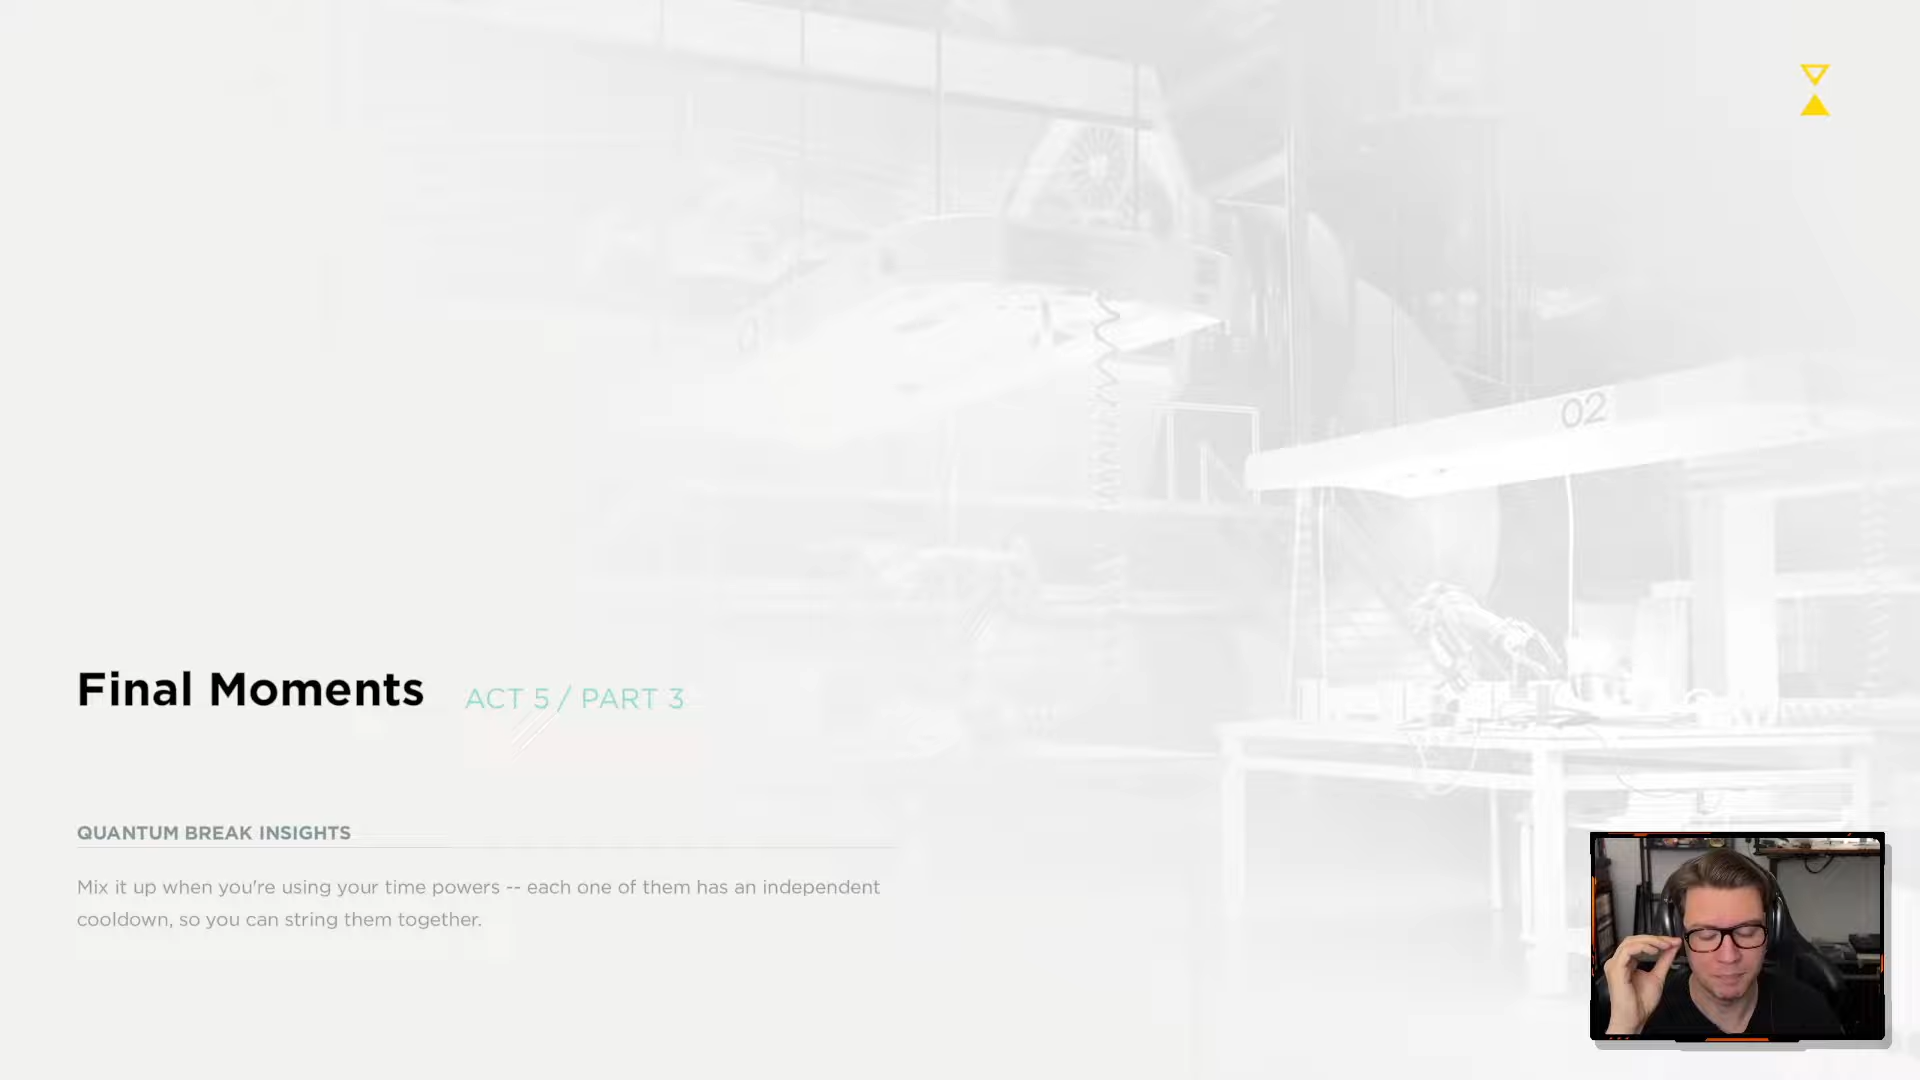 02
Final Moments
ACT 5 / PART 3
QUANTUM BREAK INSIGHTS
Mix it up when you're using your time powers -- each one of them has an independent
cooldown, so you can string them together.